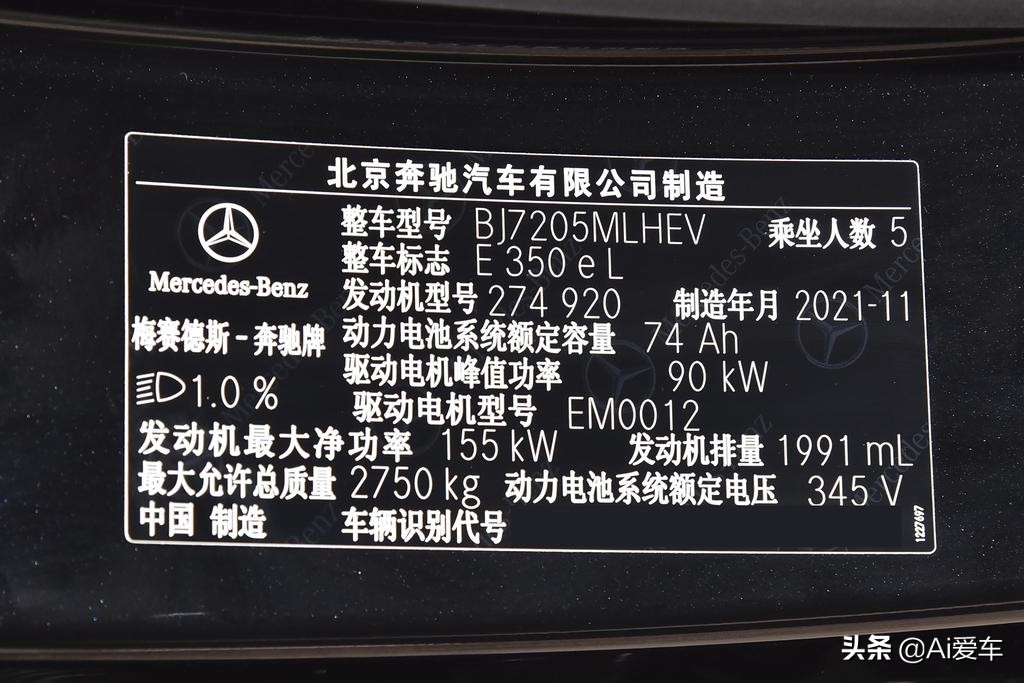 北京奔驰汽车有限公司制造
整车型号 BJ7205MLHEV 乘坐人数 5
整车标志 E 350 e L
Mercedes-Benz
发动机型号 274 920 制造年月 2021-11
梅赛德斯-奔驰牌 动力电池系统额定容量 74 Ah
驱动电机峰值功率 90 kW
1.0 %
驱动电机型号 EM0012
发动机最大净功率 155 kW 发动机排量 1991 mL
最大允许总质量 2750 kg 动力电池系统额定电压 345 V
中国 制造 车辆识别代号
1227697
头条 @Ai爱车